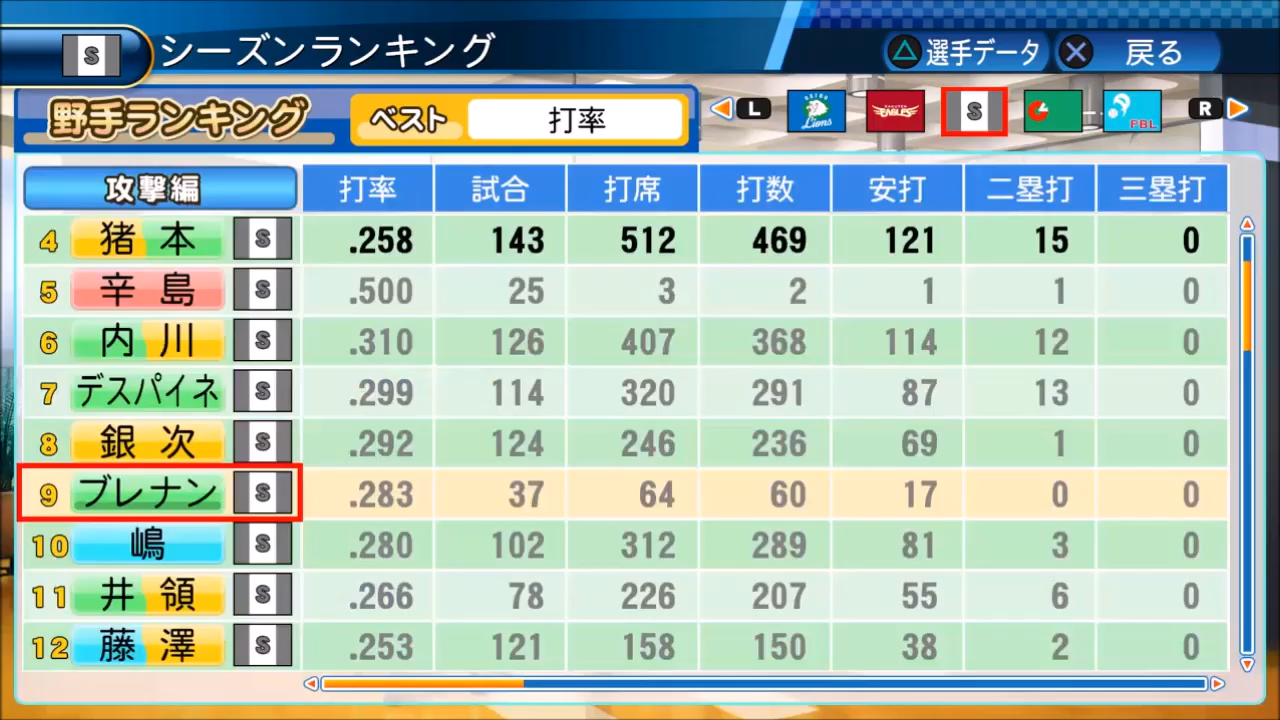 S シーズンランキング △ 選手データ × 戻る
野手ランキング ベスト 打率 L Lions EAGLES S PBL R
攻撃編 打率 試合 打席 打数 安打 二塁打 三塁打
4 猪本 S .258 143 512 469 121 15 0
5 辛島 S .500 25 3 2 1 1 0
6 内川 S .310 126 407 368 114 12 0
7 デスパイネ S .299 114 320 291 87 13 0
8 銀次 S .292 124 246 236 69 1 0
9 ブレナン S .283 37 64 60 17 0 0
10 嶋 S .280 102 312 289 81 3 0
11 井領 S .266 78 226 207 55 6 0
12 藤澤 S .253 121 158 150 38 2 0